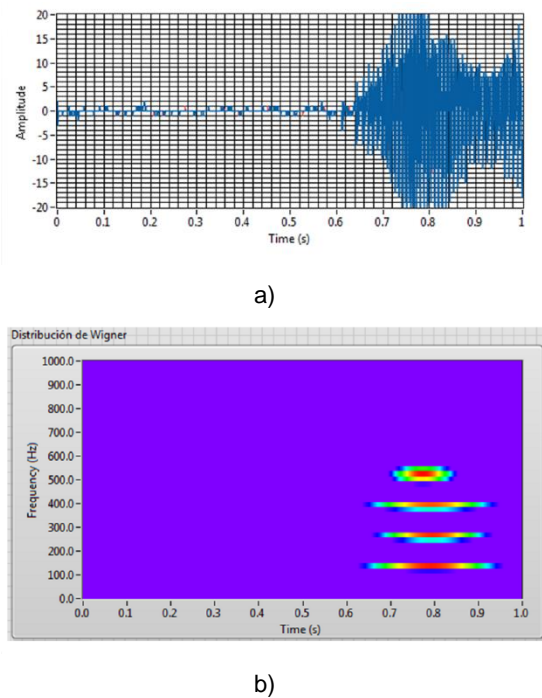 20
15
10
5
0
-5
-10
-15
-20
Amplitude
0 0.1 0.2 0.3 0.4 0.5 0.6 0.7 0.8 0.9 1
Time (s)
a)
Distribución de Wigner
1000.0
900.0
800.0
700.0
600.0
500.0
400.0
300.0
200.0
100.0
0.0
Frequency (Hz)
0.0 0.1 0.2 0.3 0.4 0.5 0.6 0.7 0.8 0.9 1.0
Time (s)
b)